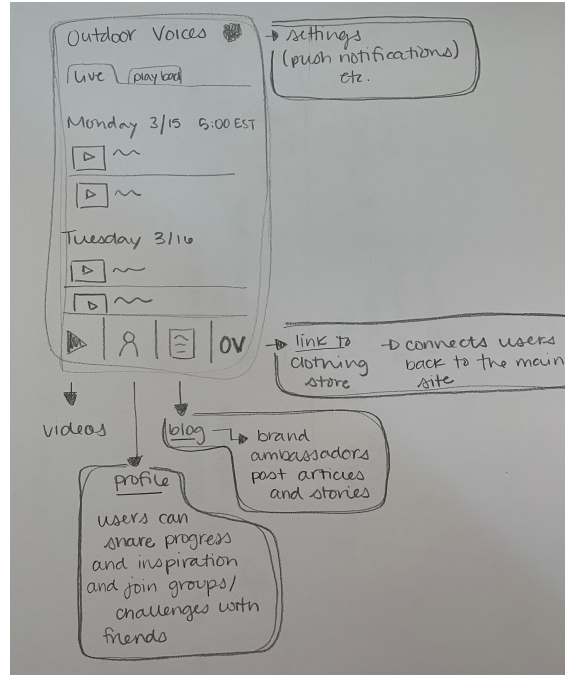 Outdoor Voices
settings
(push notifications)
etc.
Live
playback
Monday 3/15 5:00 EST
Tuesday 3/16
OV
link to
clothing
store
connects users
back to the main
site
videos
blog
brand
ambassadors
post articles
and stories
profile
users can
share progress
and inspiration
and join groups/
challenges with
friends